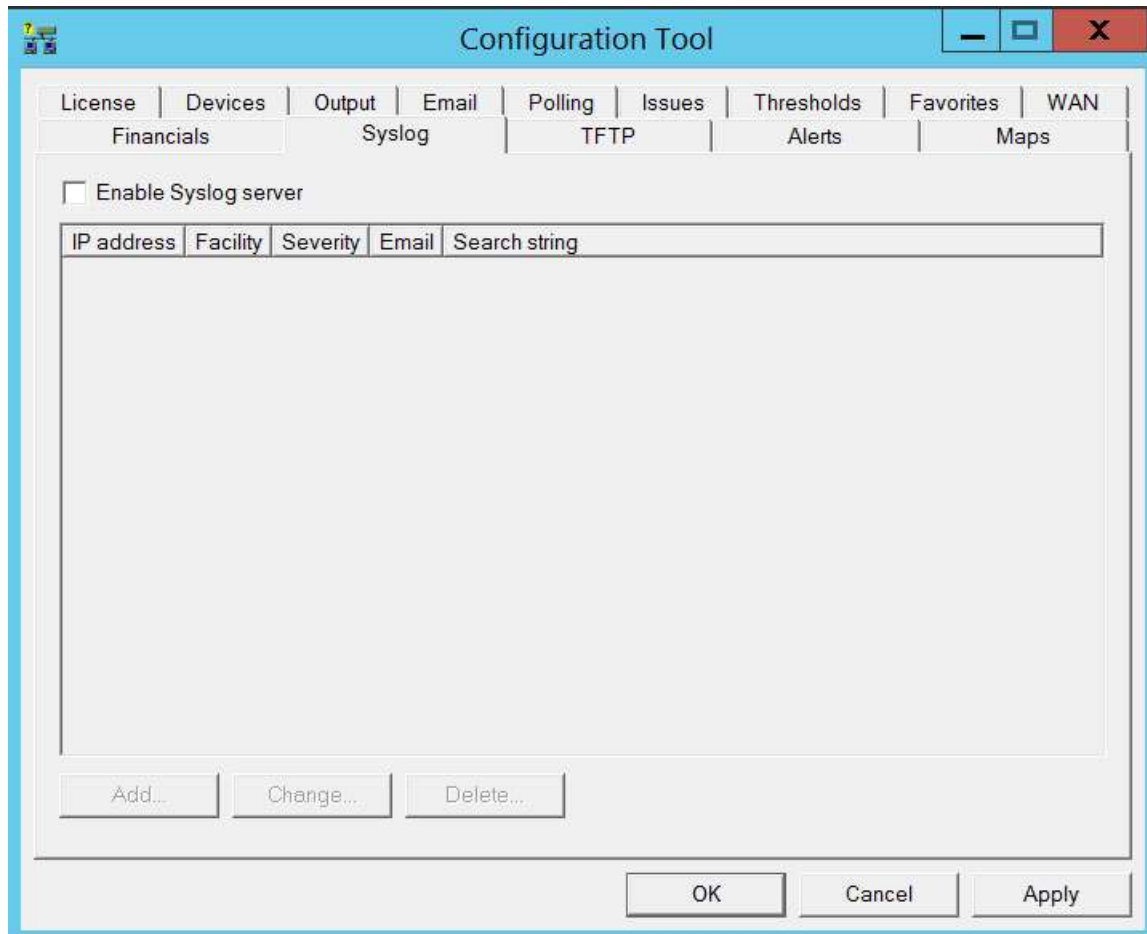 Configuration Tool
License Devices Output Email Polling Issues Thresholds Favorites WAN
Financials Syslog TFTP Alerts Maps
Enable Syslog server
IP address Facility Severity Email Search string
Add... Change... Delete...
OK Cancel Apply